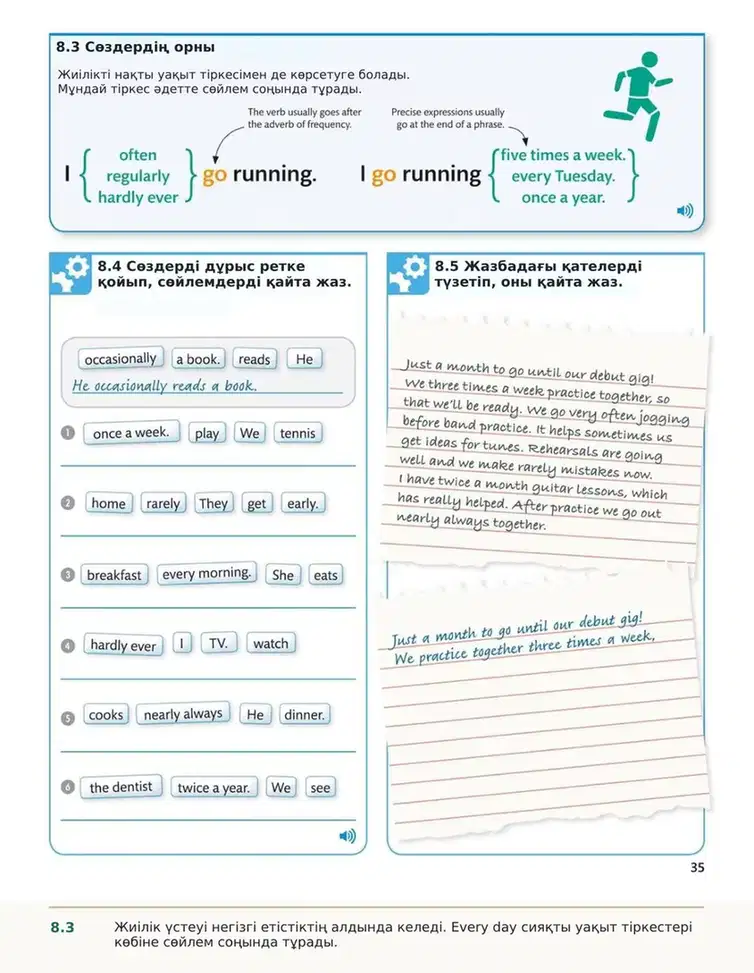 8.3 Сөздердің орны
Жиілікті нақты уақыт тіркесімен де көрсетуге болады.
Мұндай тіркес әдетте сөйлем соңында тұрады.
The verb usually goes after
the adverb of frequency.
Precise expressions usually
go at the end of a phrase.
I { often regularly hardly ever } go running.
I go running { five times a week. every Tuesday. once a year. }
8.4 Сөздерді дұрыс ретке
қойып, сөйлемдерді қайта жаз.
occasionally a book. reads He
He occasionally reads a book.
1 once a week. play We tennis
2 home rarely They get early.
3 breakfast every morning. She eats
4 hardly ever I TV. watch
5 cooks nearly always He dinner.
6 the dentist twice a year. We see
8.5 Жазбадағы қателерді
түзетіп, оны қайта жаз.
Just a month to go until our debut gig!
We three times a week practice together, so
that we'll be ready. We go very often jogging
before band practice. It helps sometimes us
get ideas for tunes. Rehearsals are going
well and we make rarely mistakes now.
I have twice a month guitar lessons, which
has really helped. After practice we go out
nearly always together.
Just a month to go until our debut gig!
We practice together three times a week,
35
8.3 Жиілік үстеуі негізгі етістіктің алдында келеді. Every day сияқты уақыт тіркестері
көбіне сөйлем соңында тұрады.